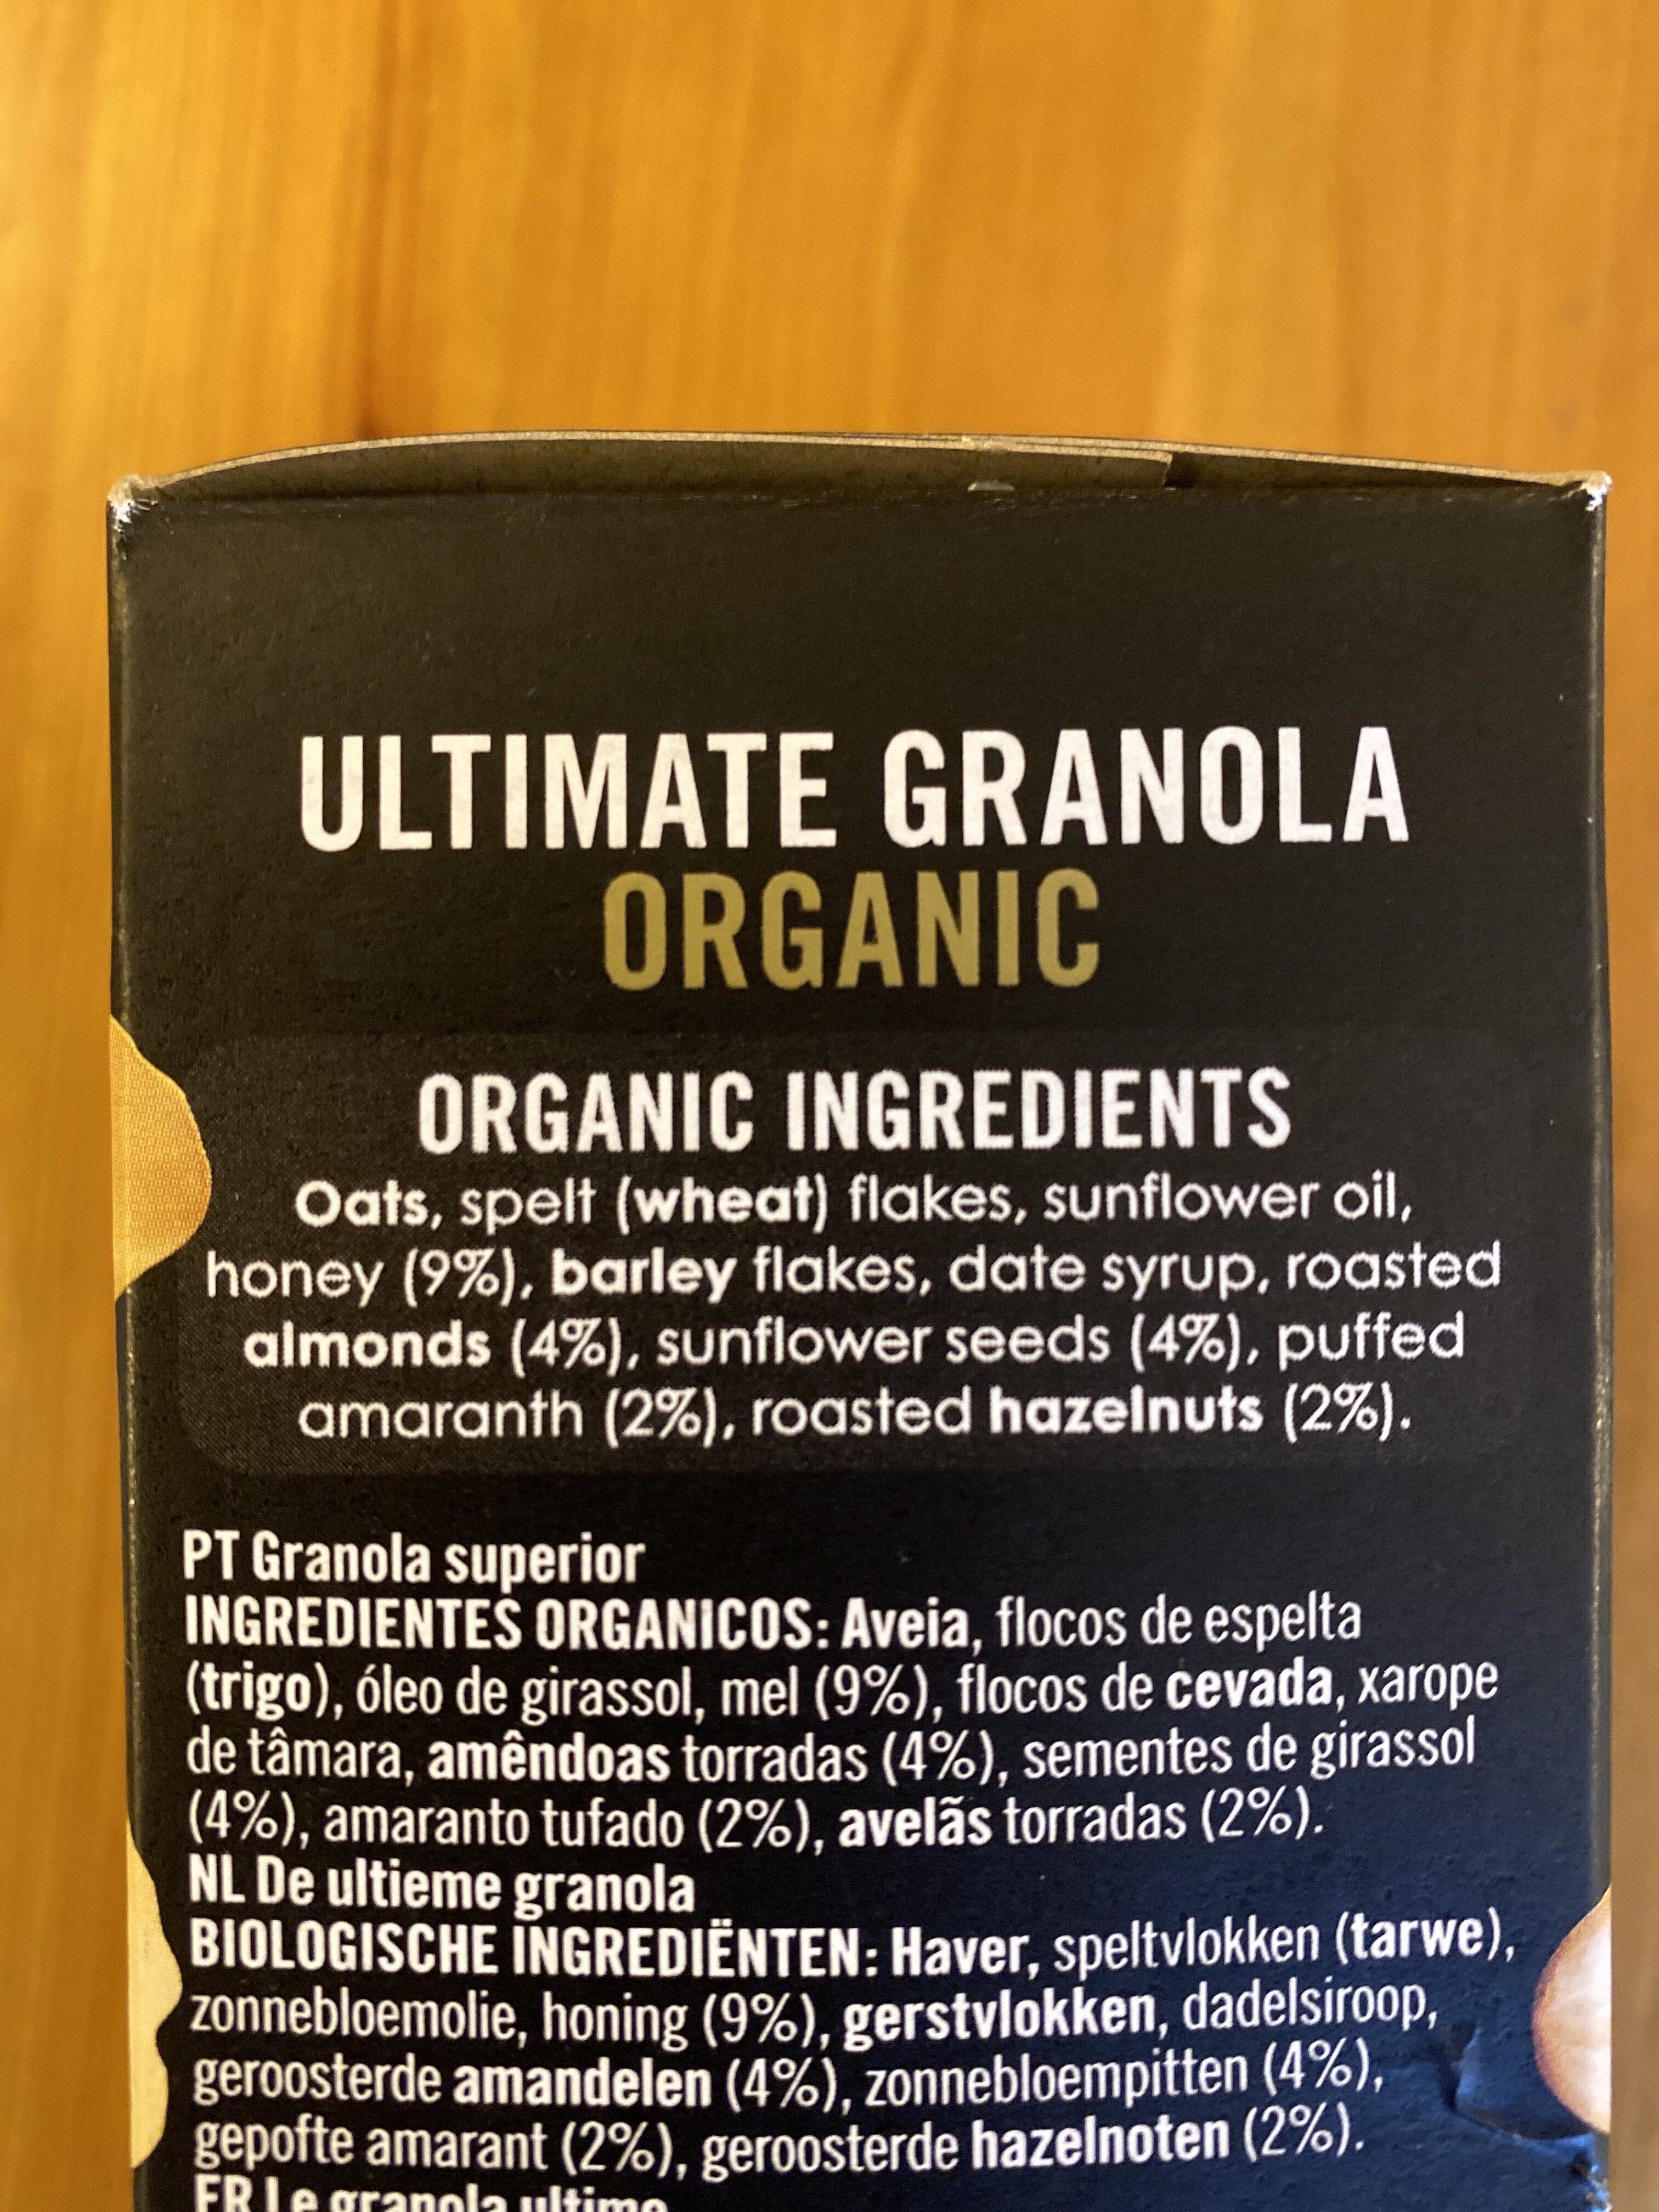 ULTIMATE GRANOLA
ORGANIC
ORGANIC INGREDIENTS
Oats, spelt (wheat) flakes, sunflower oil,
honey (9%), barley flakes, date syrup, roasted
almonds (4%), sunflower seeds (4%), puffed
amaranth (2%), roasted hazelnuts (2%).
PT Granola superior
INGREDIENTES ORGANICOS: Aveia, flocos de espelta
(trigo), óleo de girassol, mel (9%), flocos de cevada, xarope
de tâmara, amêndoas torradas (4%), sementes de girassol
(4%), amaranto tufado (2%), avelãs torradas (2%).
NL De ultieme granola
BIOLOGISCHE INGREDIËNTEN: Haver, speltvlokken (tarwe),
zonnebloemolie, honing (9%), gerstvlokken, dadelsiroop,
geroosterde amandelen (4%), zonnebloempitten (4%),
gepofte amarant (2%), geroosterde hazelnoten (2%).
FR Le granola ultime